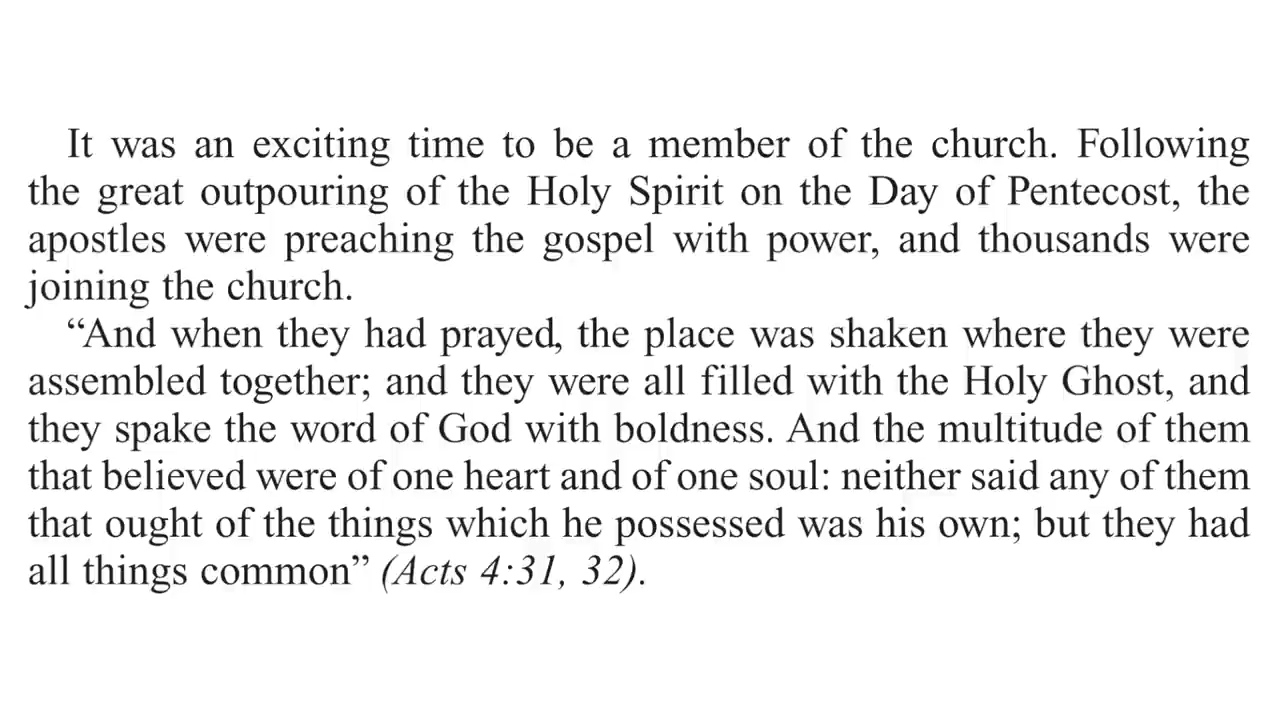 It was an exciting time to be a member of the church. Following
the great outpouring of the Holy Spirit on the Day of Pentecost, the
apostles were preaching the gospel with power, and thousands were
joining the church.
“And when they had prayed, the place was shaken where they were
assembled together; and they were all filled with the Holy Ghost, and
they spake the word of God with boldness. And the multitude of them
that believed were of one heart and of one soul: neither said any of them
that ought of the things which he possessed was his own; but they had
all things common” (Acts 4:31, 32).